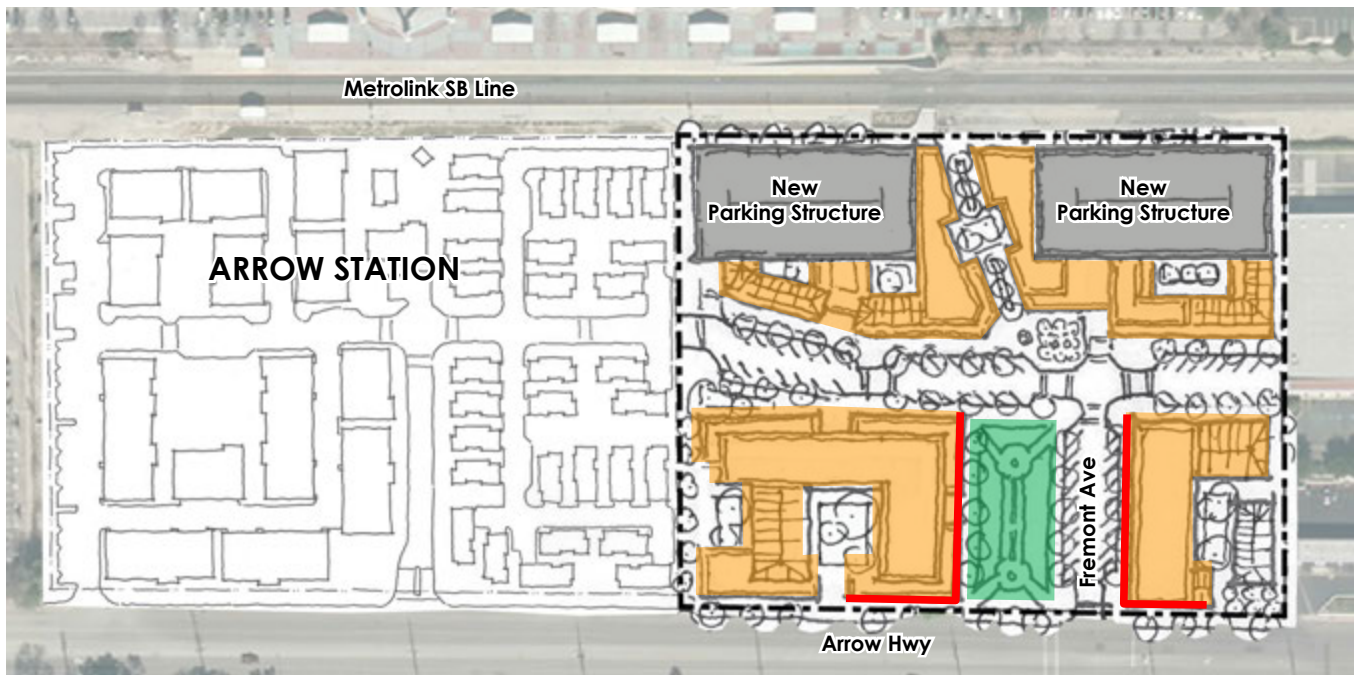 Metrolink SB Line
New
Parking Structure
New
Parking Structure
ARROW STATION
Fremont Ave
Arrow Hwy